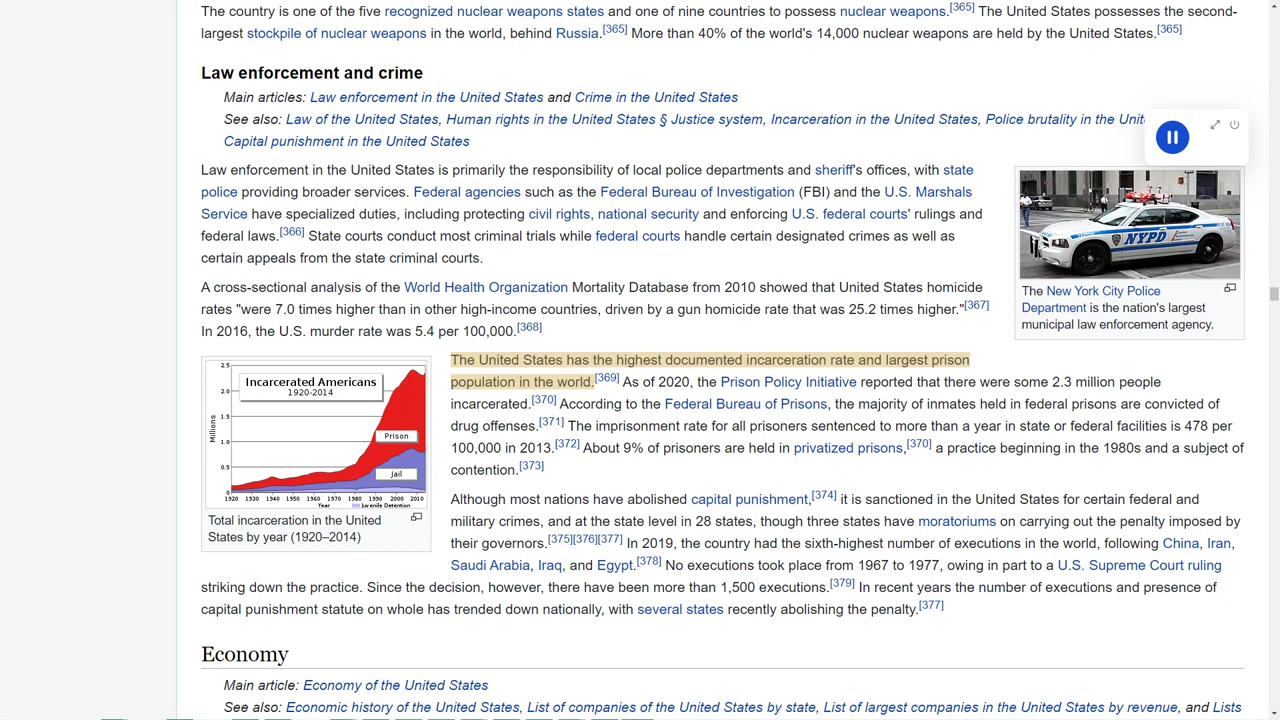 The country is one of the five recognized nuclear weapons states and one of nine countries to possess nuclear weapons.[365] The United States possesses the second-
largest stockpile of nuclear weapons in the world, behind Russia.[365] More than 40% of the world's 14,000 nuclear weapons are held by the United States.[365]
Law enforcement and crime
Main articles: Law enforcement in the United States and Crime in the United States
See also: Law of the United States, Human rights in the United States § Justice system, Incarceration in the United States, Police brutality in the Unite
Capital punishment in the United States
Law enforcement in the United States is primarily the responsibility of local police departments and sheriff's offices, with state
police providing broader services. Federal agencies such as the Federal Bureau of Investigation (FBI) and the U.S. Marshals
Service have specialized duties, including protecting civil rights, national security and enforcing U.S. federal courts' rulings and
federal laws.[366] State courts conduct most criminal trials while federal courts handle certain designated crimes as well as
certain appeals from the state criminal courts.
NYPD
The New York City Police
Department is the nation's largest
municipal law enforcement agency.
A cross-sectional analysis of the World Health Organization Mortality Database from 2010 showed that United States homicide
rates "were 7.0 times higher than in other high-income countries, driven by a gun homicide rate that was 25.2 times higher."[367]
In 2016, the U.S. murder rate was 5.4 per 100,000.[368]
Incarcerated Americans
1920-2014
Millions
2.5
2.0
1.5
1.0
0.5
0
Prison
Jail
1920 1930 1940 1950 1960 1970 1980 1990 2000 2010
Year
Juvenile Detention
Total incarceration in the United
States by year (1920–2014)
The United States has the highest documented incarceration rate and largest prison
population in the world.[369] As of 2020, the Prison Policy Initiative reported that there were some 2.3 million people
incarcerated.[370] According to the Federal Bureau of Prisons, the majority of inmates held in federal prisons are convicted of
drug offenses.[371] The imprisonment rate for all prisoners sentenced to more than a year in state or federal facilities is 478 per
100,000 in 2013.[372] About 9% of prisoners are held in privatized prisons,[370] a practice beginning in the 1980s and a subject of
contention.[373]
Although most nations have abolished capital punishment,[374] it is sanctioned in the United States for certain federal and
military crimes, and at the state level in 28 states, though three states have moratoriums on carrying out the penalty imposed by
their governors.[375][376][377] In 2019, the country had the sixth-highest number of executions in the world, following China, Iran,
Saudi Arabia, Iraq, and Egypt.[378] No executions took place from 1967 to 1977, owing in part to a U.S. Supreme Court ruling
striking down the practice. Since the decision, however, there have been more than 1,500 executions.[379] In recent years the number of executions and presence of
capital punishment statute on whole has trended down nationally, with several states recently abolishing the penalty.[377]
Economy
Main article: Economy of the United States
See also: Economic history of the United States, List of companies of the United States by state, List of largest companies in the United States by revenue, and Lists